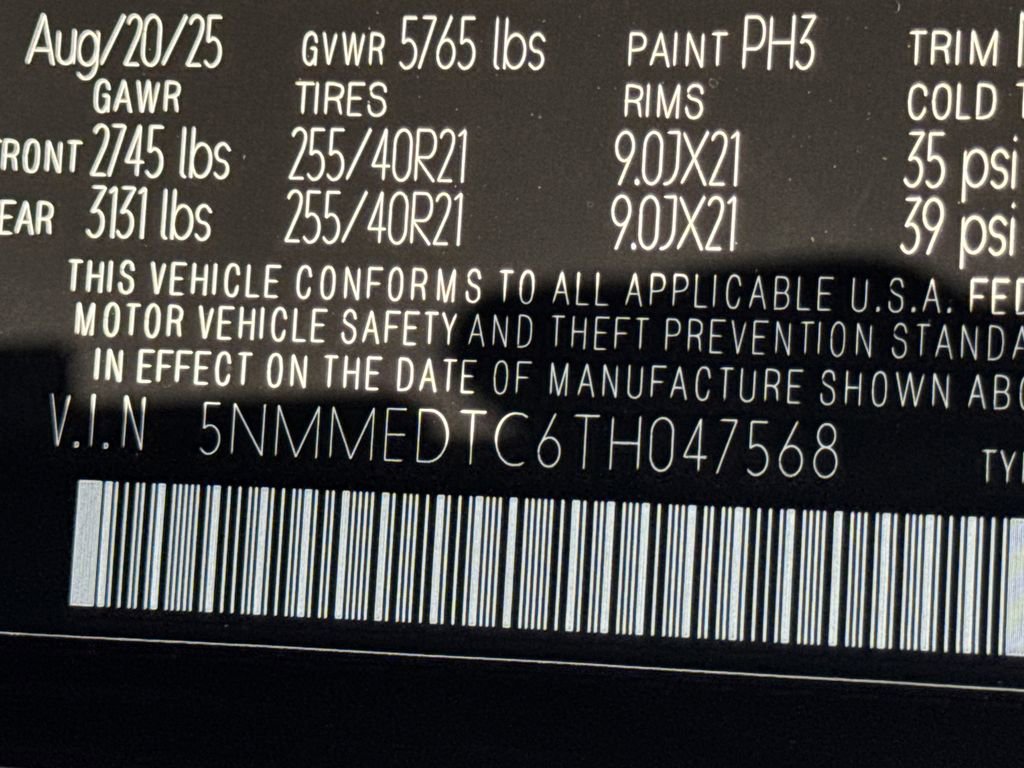 Aug/20/25 GVWR 5765 lbs PAINT PH3 TRIM
GAWR TIRES RIMS COLD
RONT 2745 lbs 255/40R21 9.0JX21 35 psi
EAR 3131 lbs 255/40R21 9.0JX21 39 psi
THIS VEHICLE CONFORMS TO ALL APPLICABLE U.S.A. FED
MOTOR VEHICLE SAFETY AND THEFT PREVENTION STANDA
IN EFFECT ON THE DATE OF MANUFACTURE SHOWN ABO
V.I.N 5NMMEDTC6TH047568 TYP